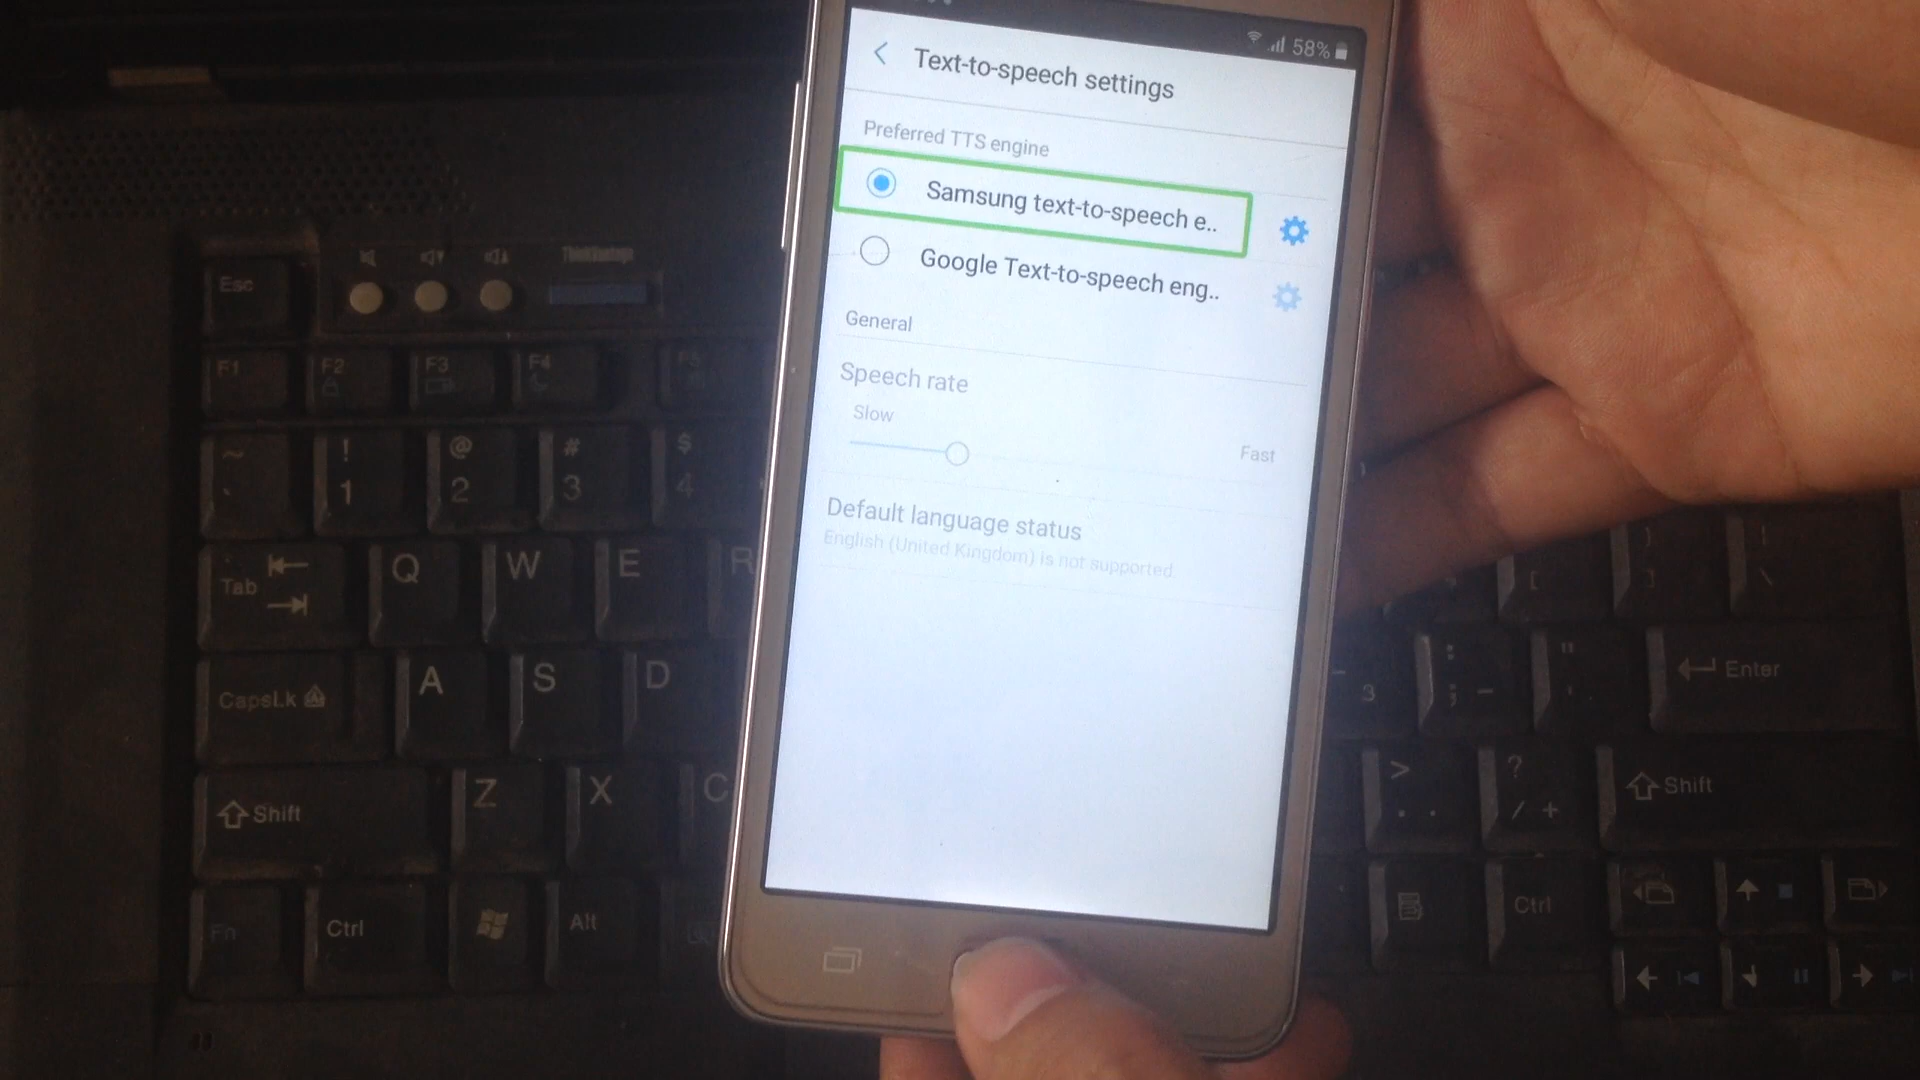 58%
Text-to-speech settings
Preferred TTS engine
Samsung text-to-speech e..
Google Text-to-speech eng..
General
Speech rate
Slow
Fast
Default language status
English (United Kingdom) is not supported.
Esc
F1 F2 F3 F4 F5
~ ! @ # $
` 1 2 3 4
Tab Q W E R
CapsLk A S D
Shift Z X C
Fn Ctrl Alt
[ ] \
3 : ; " ' Enter
> . ? / + Shift
Ctrl